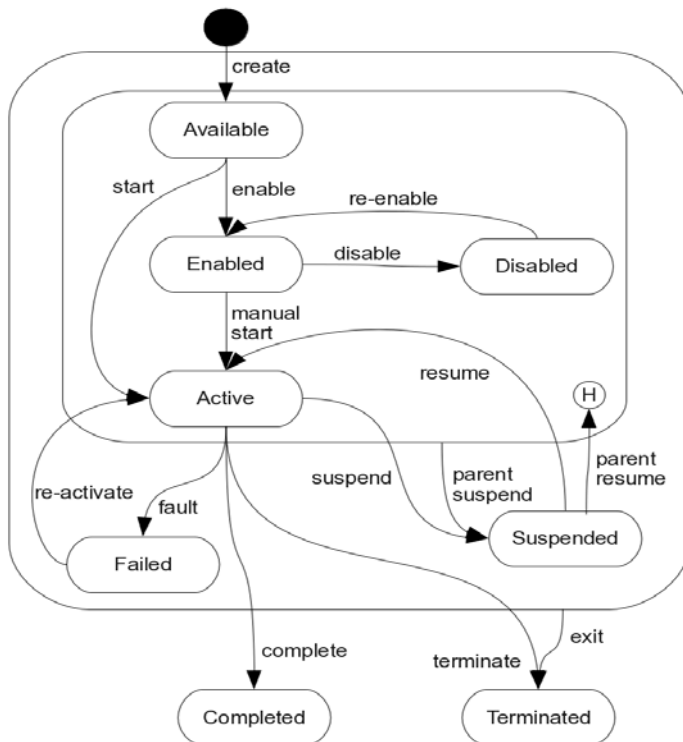 create
Available
start
enable
re-enable
Enabled
disable
Disabled
manual
start
resume
Active
H
parent
resume
suspend
parent
suspend
re-activate
fault
Suspended
Failed
complete
exit
terminate
Completed
Terminated